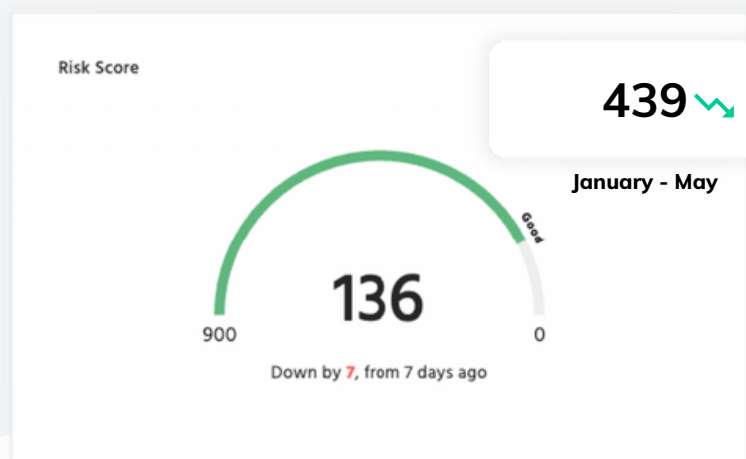 Risk Score
439
January - May
Good
136
900
0
Down by 7, from 7 days ago